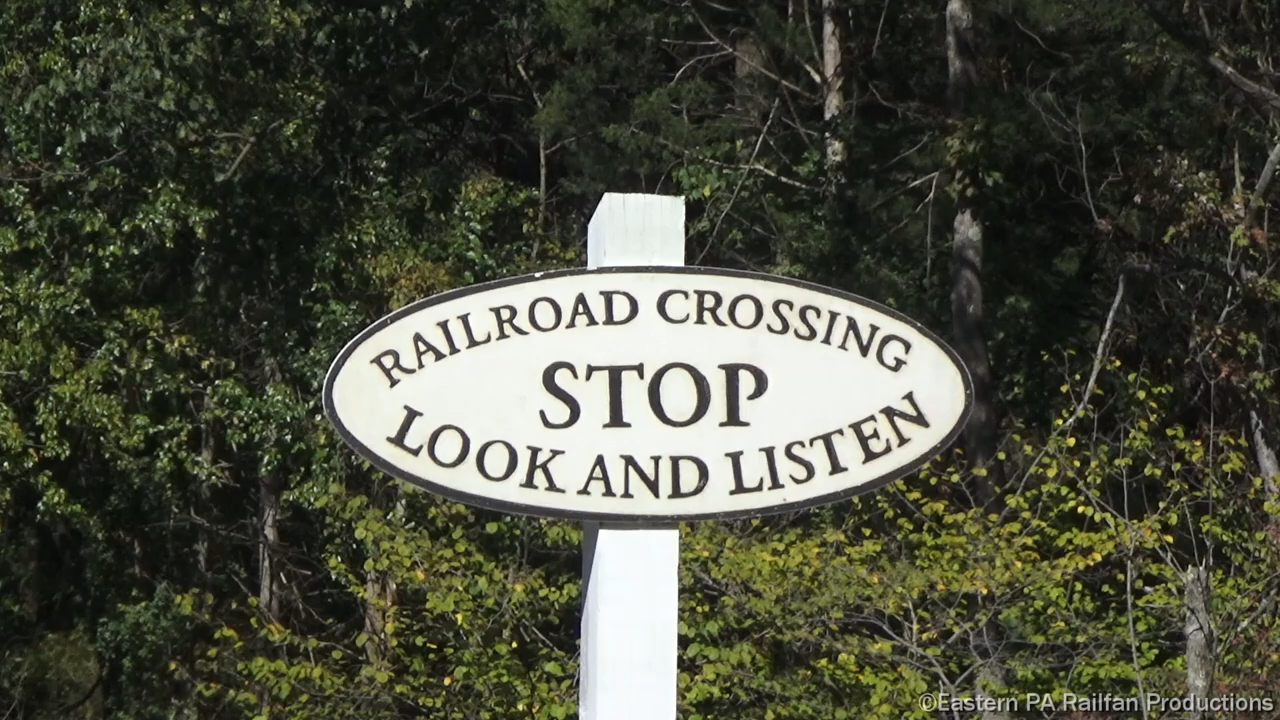 RAILROAD CROSSING
STOP
LOOK AND LISTEN
©Eastern PA Railfan Productions